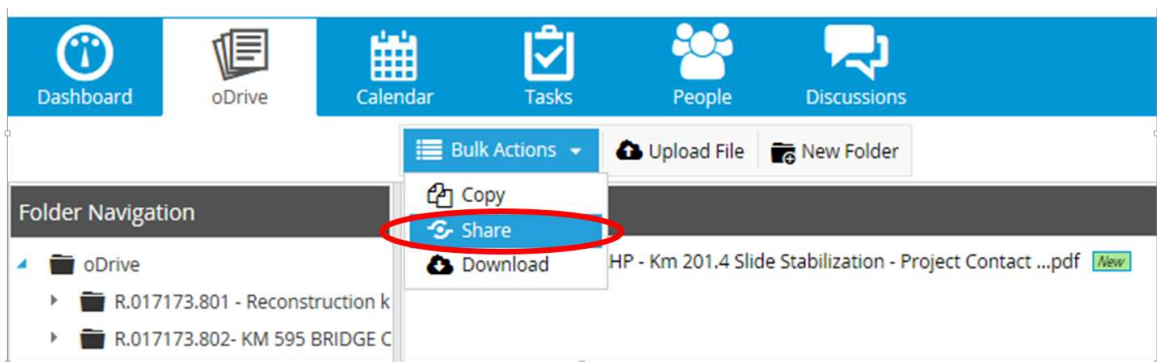 Dashboard
oDrive
Calendar
Tasks
People
Discussions
Bulk Actions
Upload File
New Folder
Copy
Folder Navigation
Share
oDrive
Download
HP - Km 201.4 Slide Stabilization - Project Contact ...pdf New
R.017173.801 - Reconstruction k
R.017173.802- KM 595 BRIDGE C